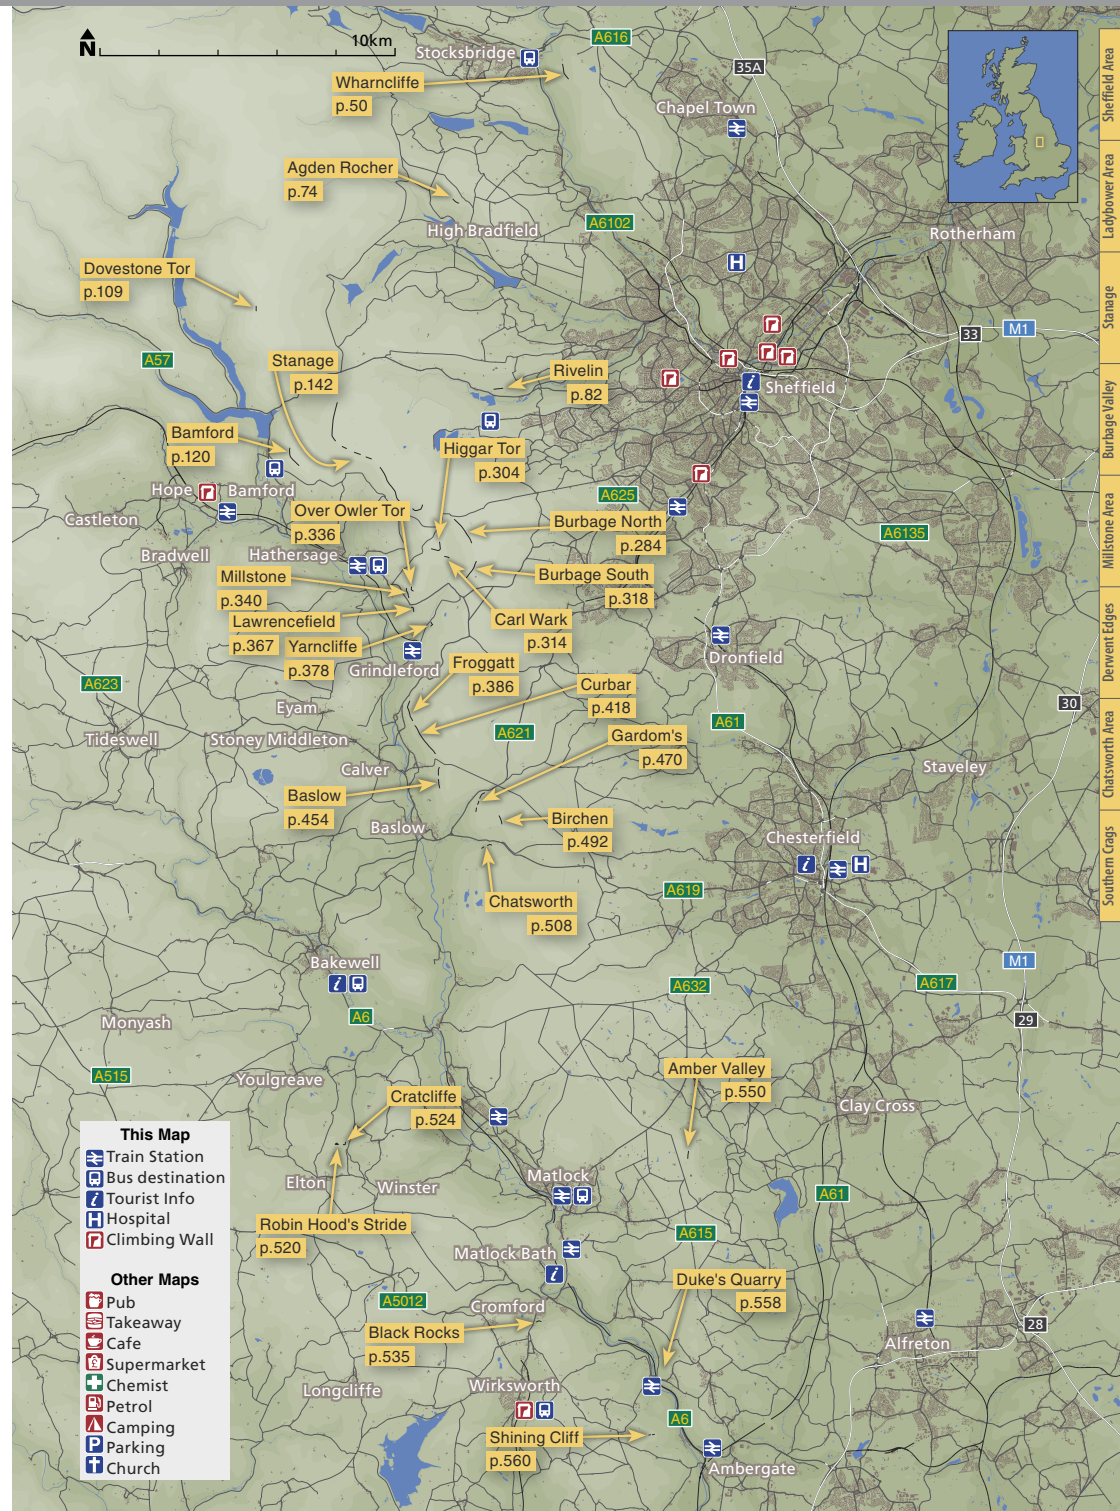 N
10km
Stocksbridge
A616
35A
Wharncliffe
p.50
Chapel Town
Agden Rocher
p.74
High Bradfield
A6102
Rotherham
Dovestone Tor
p.109
A57
Stanage
p.142
Rivelin
p.82
33
M1
Sheffield
Bamford
p.120
Higgar Tor
p.304
Hope
Bamford
Castleton
Over Owler Tor
p.336
A625
Burbage North
p.284
A6135
Bradwell
Hathersage
Millstone
p.340
Burbage South
p.318
Lawrencefield
p.367
Yarncliffe
p.378
Carl Wark
p.314
Grindleford
Froggatt
p.386
Dronfield
A623
Curbar
p.418
Eyam
30
A61
Tideswell
Stoney Middleton
A621
Gardom's
p.470
Calver
Staveley
Baslow
p.454
Baslow
Birchen
p.492
Chesterfield
A619
Chatsworth
p.508
Bakewell
M1
A632
A617
A6
Monyash
29
A515
Youlgreave
Amber Valley
p.550
Cratcliffe
p.524
Clay Cross
Elton
Winster
Matlock
A61
Robin Hood's Stride
p.520
A615
Matlock Bath
Duke's Quarry
p.558
A5012
Cromford
Black Rocks
p.535
28
Alfreton
Longcliffe
Wirksworth
A6
Shining Cliff
p.560
Ambergate
This Map
Train Station
Bus destination
Tourist Info
Hospital
Climbing Wall
Other Maps
Pub
Takeaway
Cafe
Supermarket
Chemist
Petrol
Camping
Parking
Church
Sheffield Area
Ladybower Area
Stanage
Burbage Valley
Millstone Area
Derwent Edges
Chatsworth Area
Southern Crags